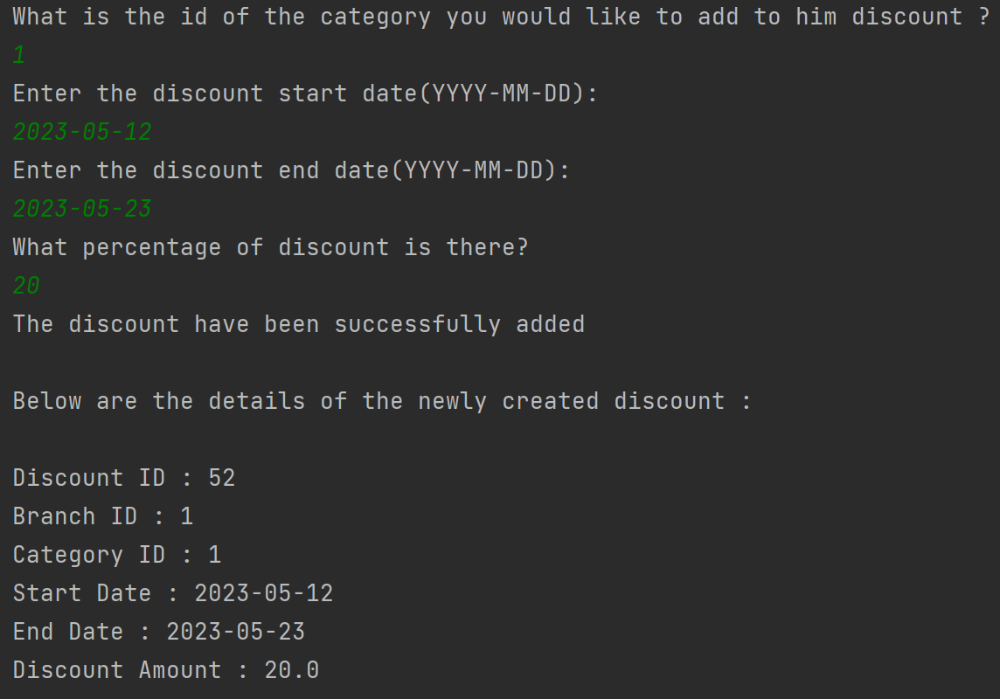 What is the id of the category you would like to add to him discount ?
1
Enter the discount start date(YYYY-MM-DD):
2023-05-12
Enter the discount end date(YYYY-MM-DD):
2023-05-23
What percentage of discount is there?
20
The discount have been successfully added
Below are the details of the newly created discount :
Discount ID : 52
Branch ID : 1
Category ID : 1
Start Date : 2023-05-12
End Date : 2023-05-23
Discount Amount : 20.0